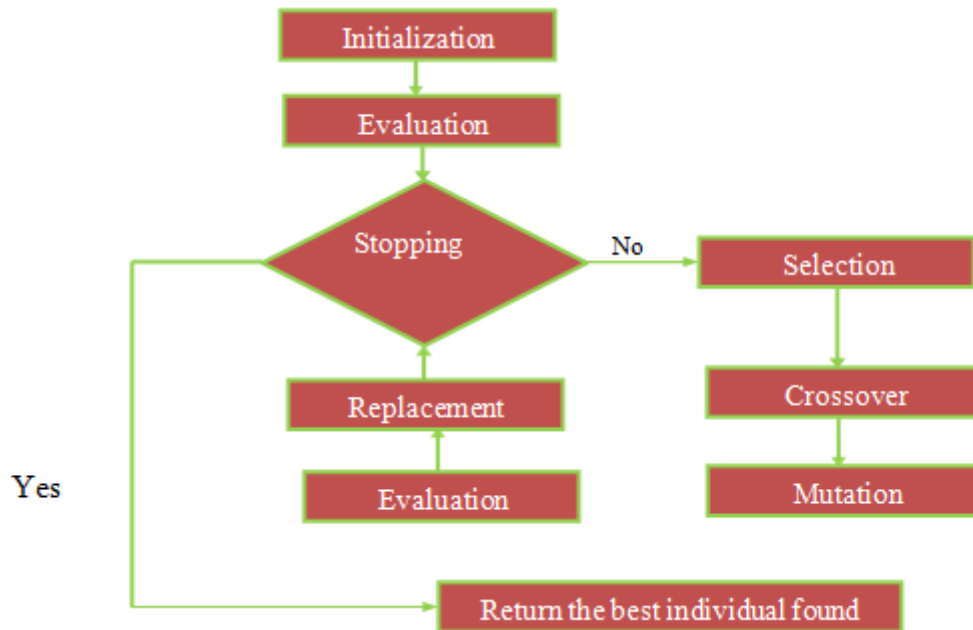 Initialization
Evaluation
Stopping
No
Selection
Replacement
Crossover
Yes
Evaluation
Mutation
Return the best individual found